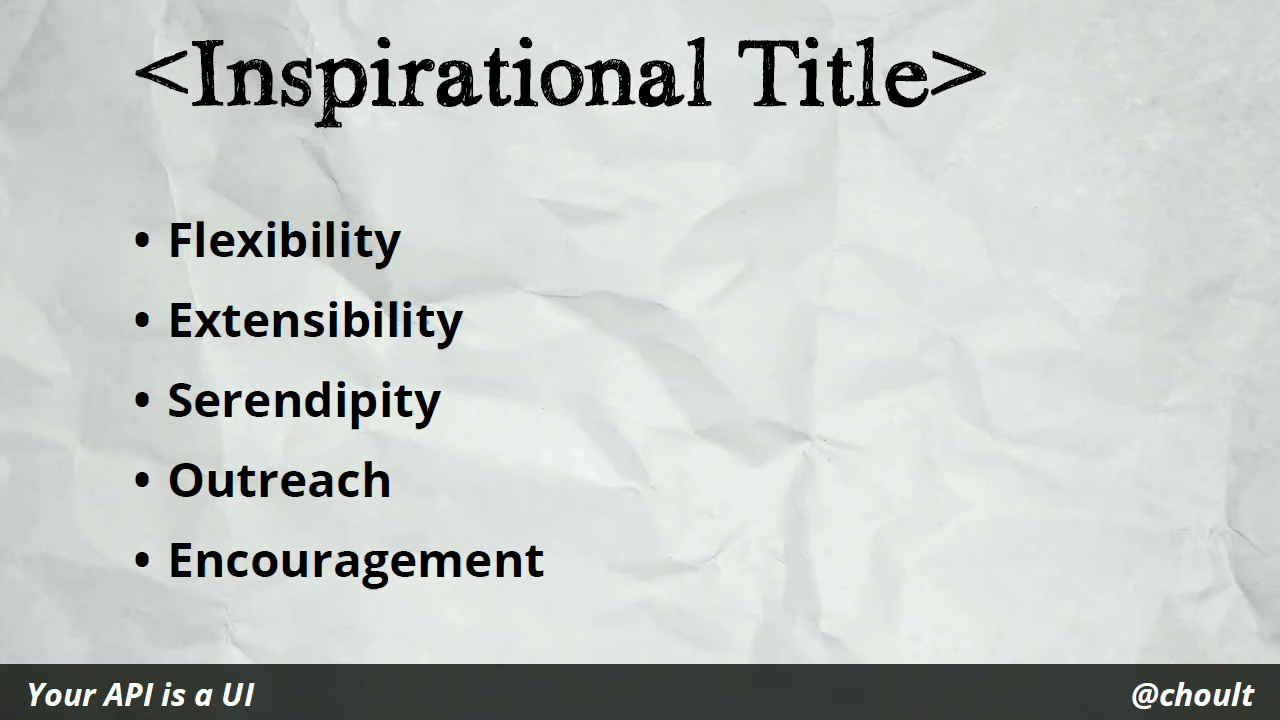 <Inspirational Title>
• Flexibility
• Extensibility
• Serendipity
• Outreach
• Encouragement
Your API is a UI
@choult